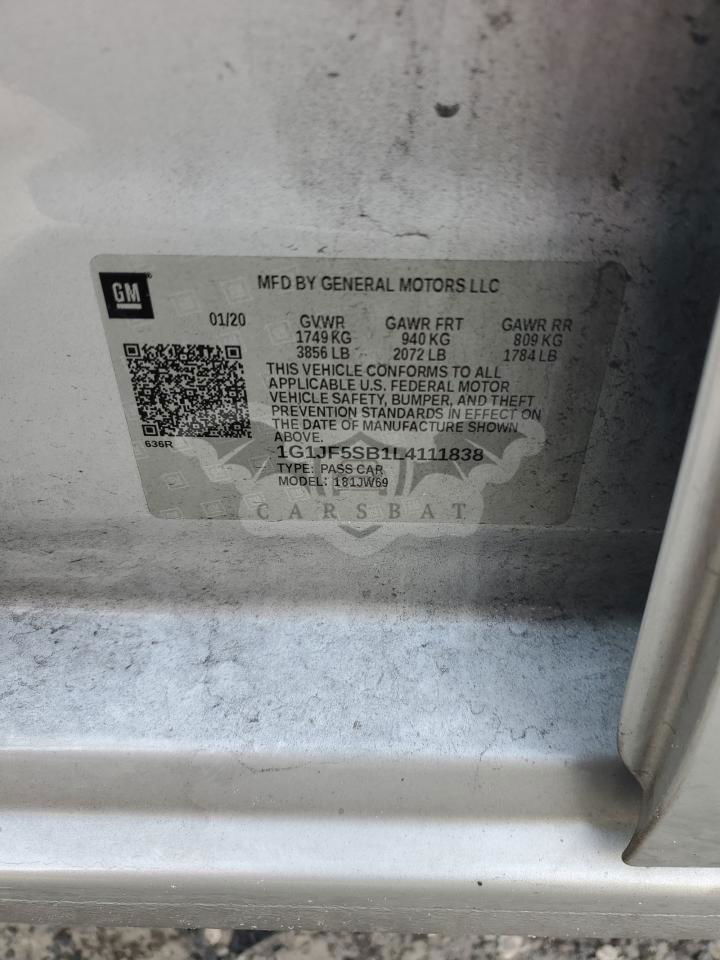 GM
MFD BY GENERAL MOTORS LLC
01/20 GVWR GAWR FRT GAWR RR
1749 KG 940 KG 809 KG
3856 LB 2072 LB 1784 LB
THIS VEHICLE CONFORMS TO ALL
APPLICABLE U.S. FEDERAL MOTOR
VEHICLE SAFETY, BUMPER, AND THEFT
PREVENTION STANDARDS IN EFFECT ON
THE DATE OF MANUFACTURE SHOWN
ABOVE.
636R
1G1JF5SB1L4111838
TYPE: PASS CAR
MODEL: 181JW69
CARSBAT